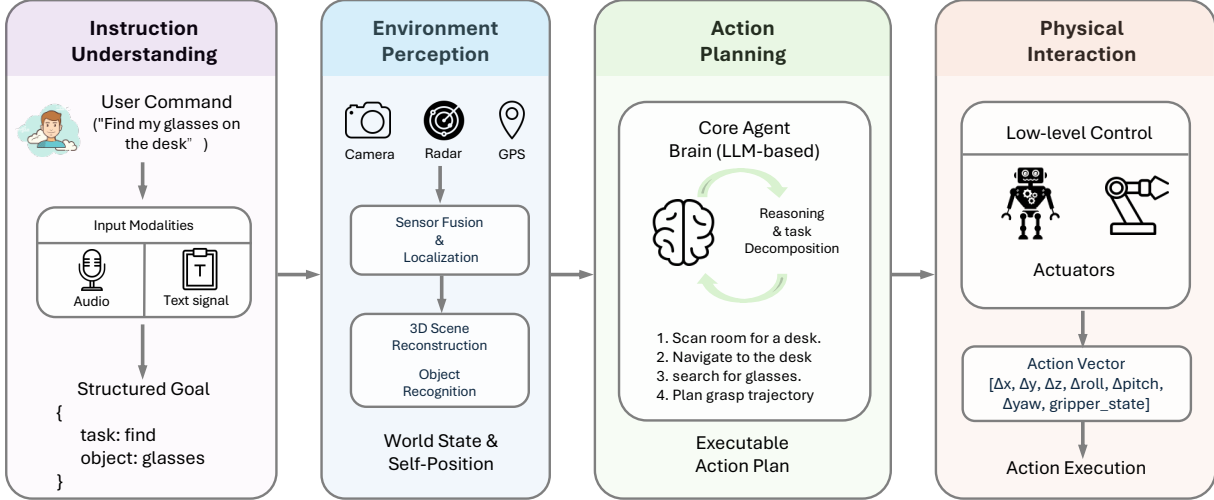 Instruction
Understanding
User Command
("Find my glasses on
the desk" )
Input Modalities
Audio
T
Text signal
Structured Goal
{
task: find
object: glasses
}
Environment
Perception
Camera
Radar
GPS
Sensor Fusion
&
Localization
3D Scene
Reconstruction
Object
Recognition
World State &
Self-Position
Action
Planning
Core Agent
Brain (LLM-based)
Reasoning
& task
Decomposition
1. Scan room for a desk.
2. Navigate to the desk
3. search for glasses.
4. Plan grasp trajectory
Executable
Action Plan
Physical
Interaction
Low-level Control
Actuators
Action Vector
[Δx, Δy, Δz, Δroll, Δpitch,
Δyaw, gripper_state]
Action Execution